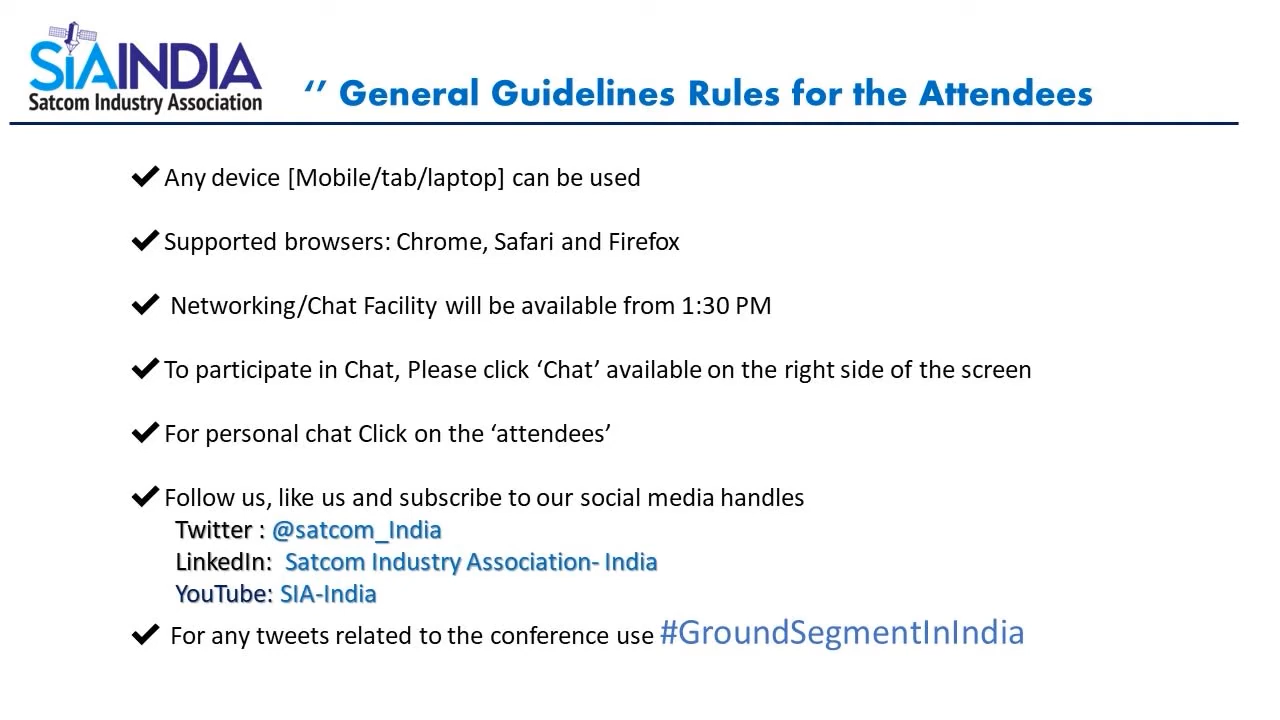 SiAINDIA
Satcom Industry Association
‘’ General Guidelines Rules for the Attendees
✔ Any device [Mobile/tab/laptop] can be used
✔ Supported browsers: Chrome, Safari and Firefox
✔ Networking/Chat Facility will be available from 1:30 PM
✔ To participate in Chat, Please click ‘Chat’ available on the right side of the screen
✔ For personal chat Click on the ‘attendees’
✔ Follow us, like us and subscribe to our social media handles
Twitter : @satcom_India
LinkedIn: Satcom Industry Association- India
YouTube: SIA-India
✔ For any tweets related to the conference use #GroundSegmentInIndia